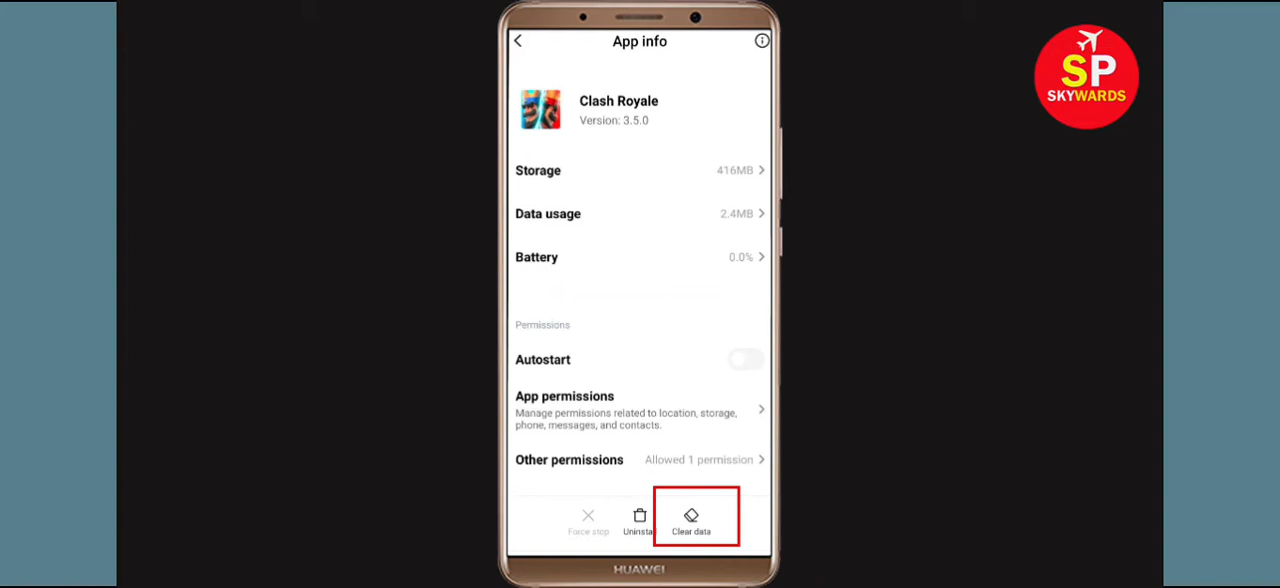 App info
SP
SKYWARDS
Clash Royale
Version: 3.5.0
Storage 416MB
Data usage 2.4MB
Battery 0.0%
Permissions
Autostart
App permissions
Manage permissions related to location, storage,
phone, messages, and contacts.
Other permissions Allowed 1 permission
Force stop Uninsta Clear data
HUAWEI